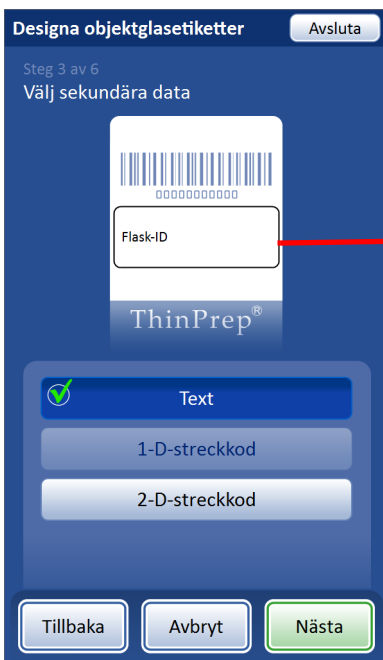 Designa objektglasetiketter
Avsluta
Steg 3 av 6
Välj sekundära data
00000000000
Flask-ID
ThinPrep®
Text
1-D-streckkod
2-D-streckkod
Tillbaka
Avbryt
Nästa